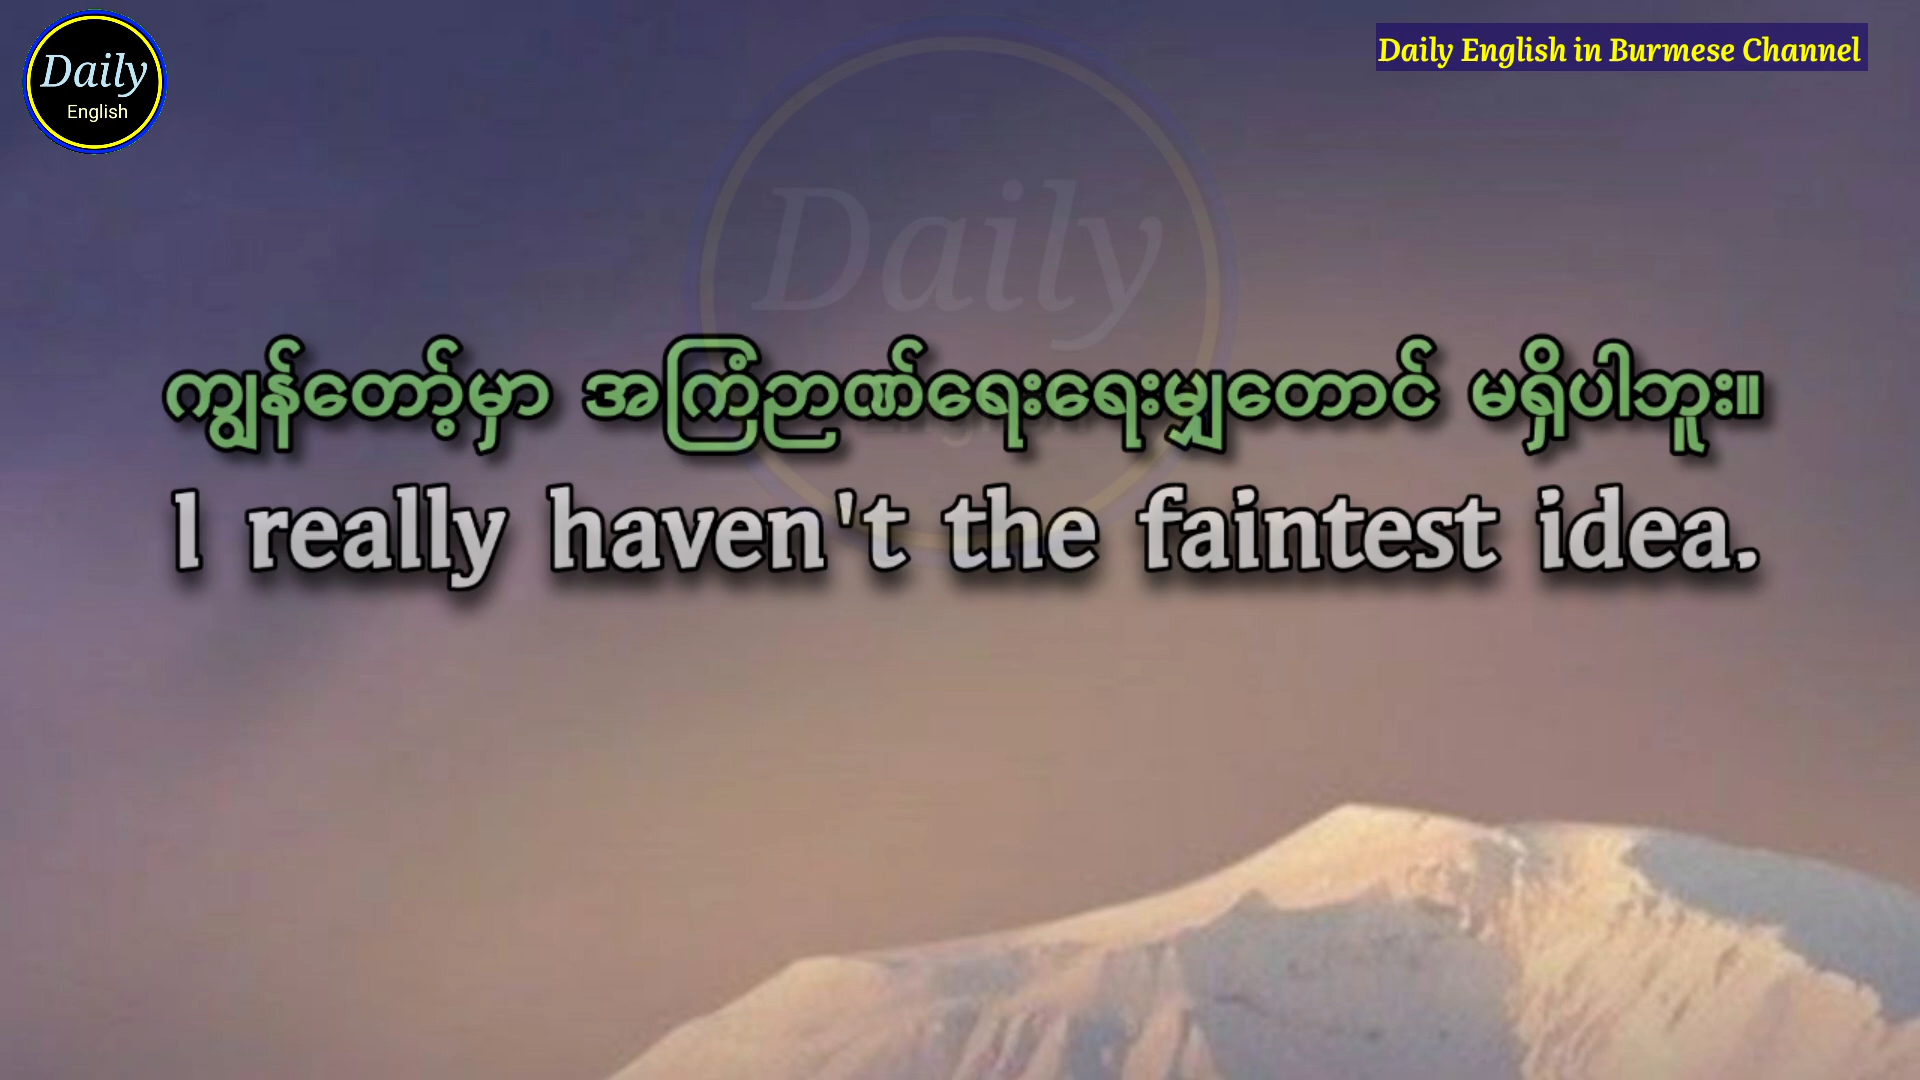 Daily
English
Daily English in Burmese Channel
Daily
ကျွန်တော့်မှာ အကြံဉာဏ်ရေးရေးမျှတောင် မရှိပါဘူး။
I really haven't the faintest idea.